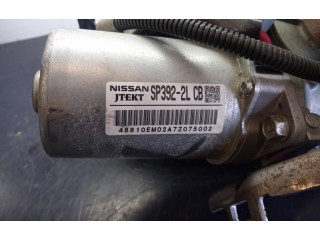 NISSAN
JTEKT SP392-2L CB
48810EM02A7Z075002